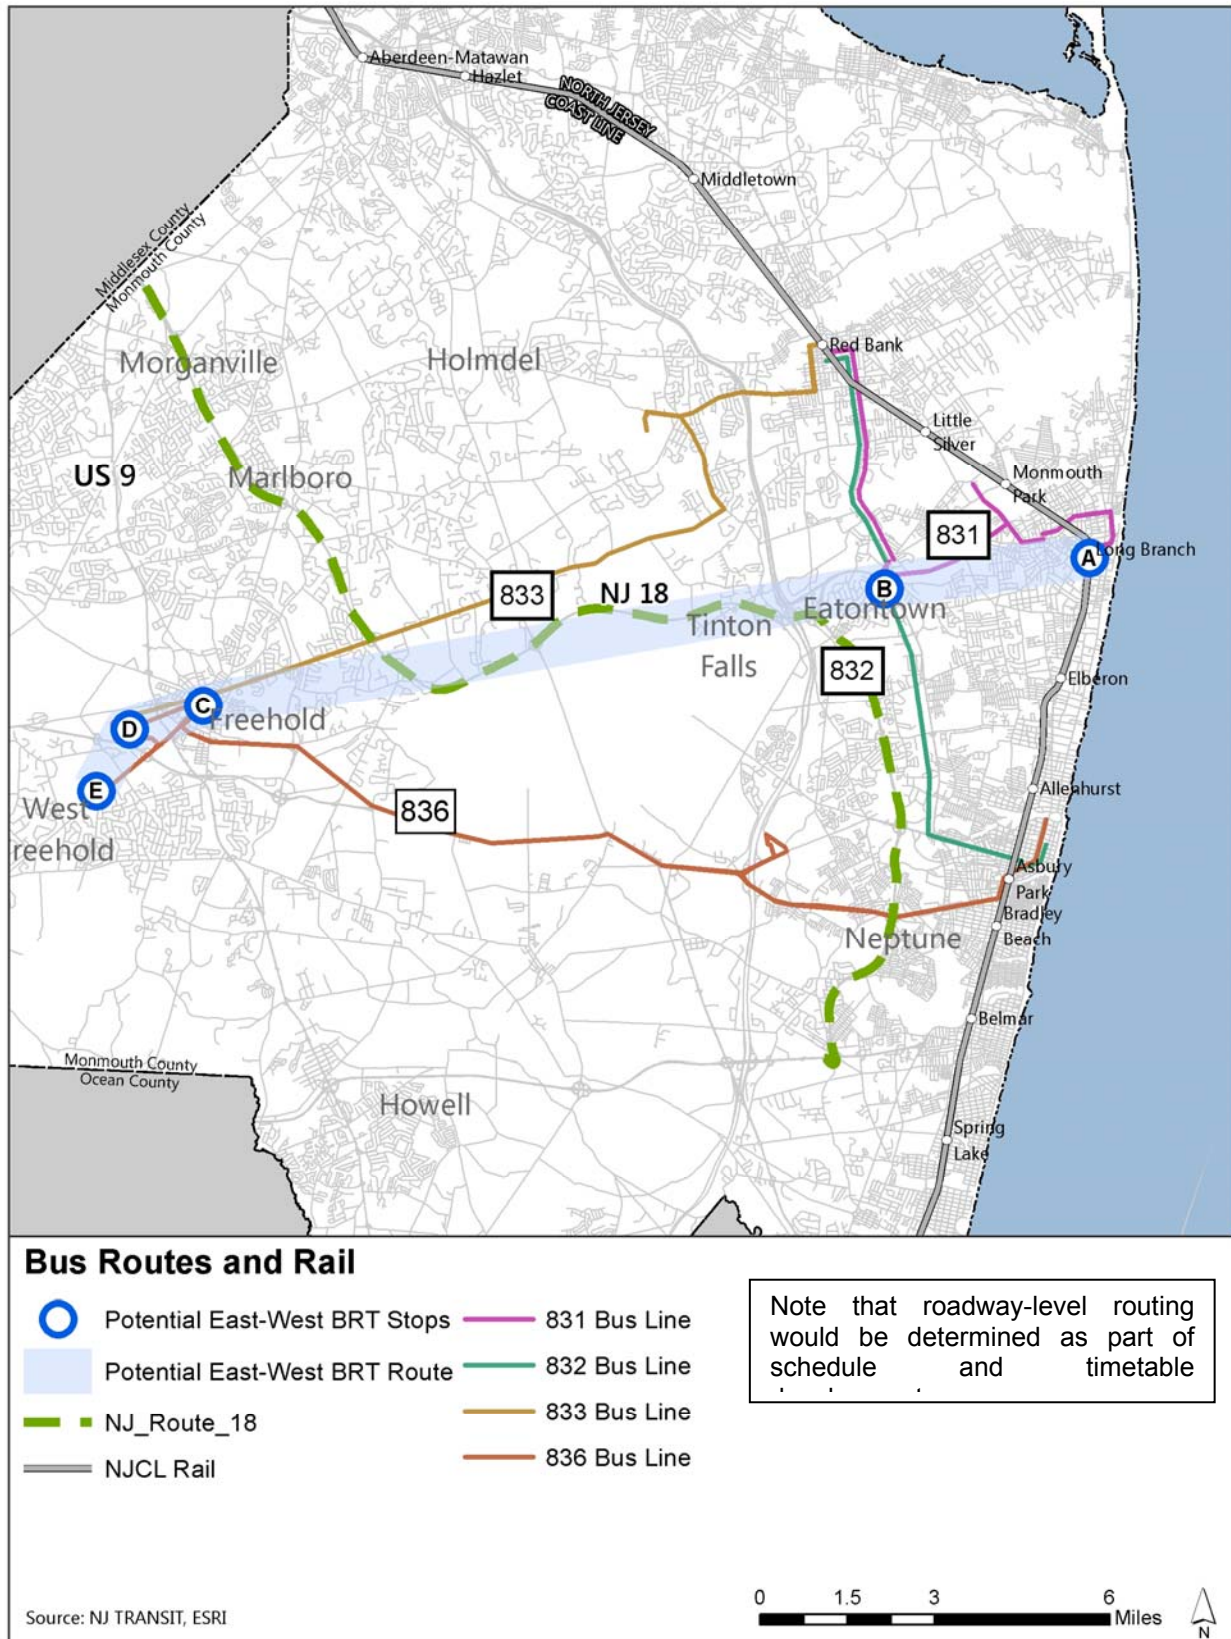 Aberdeen-Matawan
Hazlet
NORTH JERSEY
COAST LINE
Middletown
Middlesex County
Monmouth County
Red Bank
Morganville
Holmdel
Little
Silver
US 9
Marlboro
Monmouth
Park
831
Long Branch
A
833
NJ 18
B
Eatontown
Tinton
Falls
832
Elberon
C
Freehold
D
E
West
reehold
Allenhurst
836
Asbury
Park
Bradley
Beach
Neptune
Belmar
Monmouth County
Ocean County
Howell
Spring
Lake
Bus Routes and Rail
Potential East-West BRT Stops
Potential East-West BRT Route
NJ_Route_18
NJCL Rail
831 Bus Line
832 Bus Line
833 Bus Line
836 Bus Line
Note that roadway-level routing
would be determined as part of
schedule and timetable
0 1.5 3 6
Miles
N
Source: NJ TRANSIT, ESRI